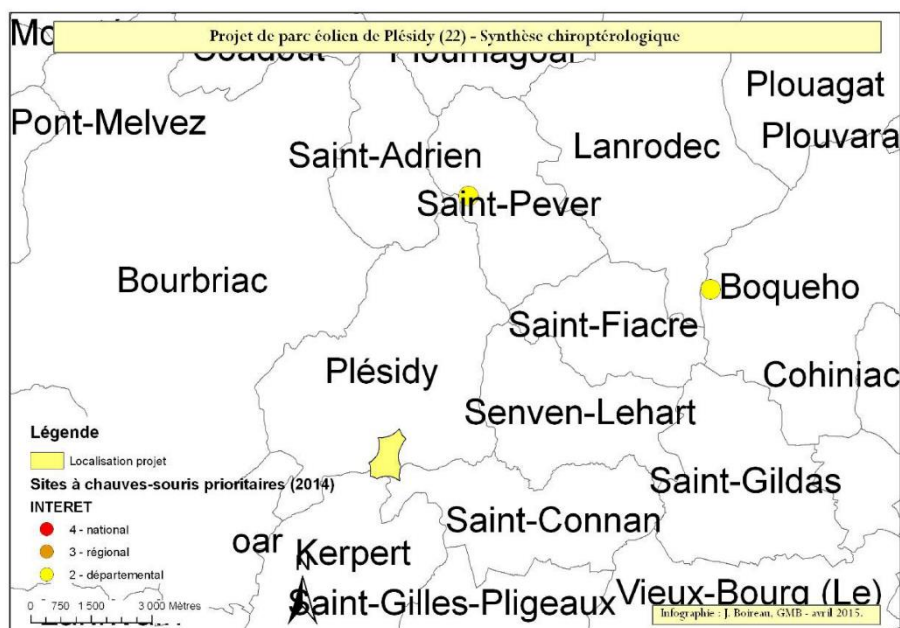 Projet de parc éolien de Plésidy (22) - Synthèse chiroptérologique
Plouagat
Pont-Melvez
Plouvara
Saint-Adrien
Lanrodec
Saint-Pever
Bourbriac
Boqueho
Saint-Fiacre
Plésidy
Cohiniac
Senven-Lehart
Légende
Localisation projet
Sites à chauves-souris prioritaires (2014)
INTERET
4 - national
3 - régional
2 - départemental
Saint-Gildas
Saint-Connan
oar
Kerpert
N
0 750 1 500 3 000 Mètres
Saint-Gilles-Pligeaux
Vieux-Bourg (Le)
Infographie : J. Boireau, GMB - avril 2015.